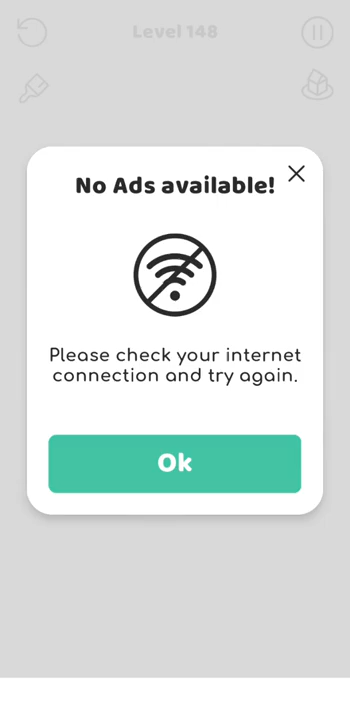 Level 148
No Ads available!
Please check your internet
connection and try again.
Ok